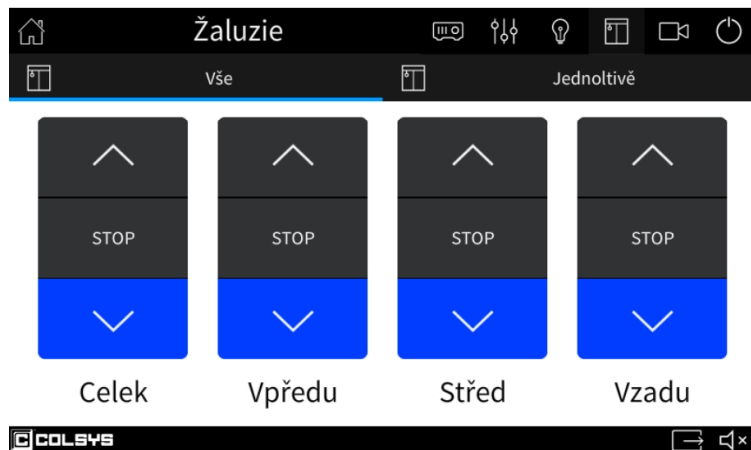 Žaluzie
Vše Jednoltivě
STOP STOP STOP STOP
Celek Vpředu Střed Vzadu
COLSYS